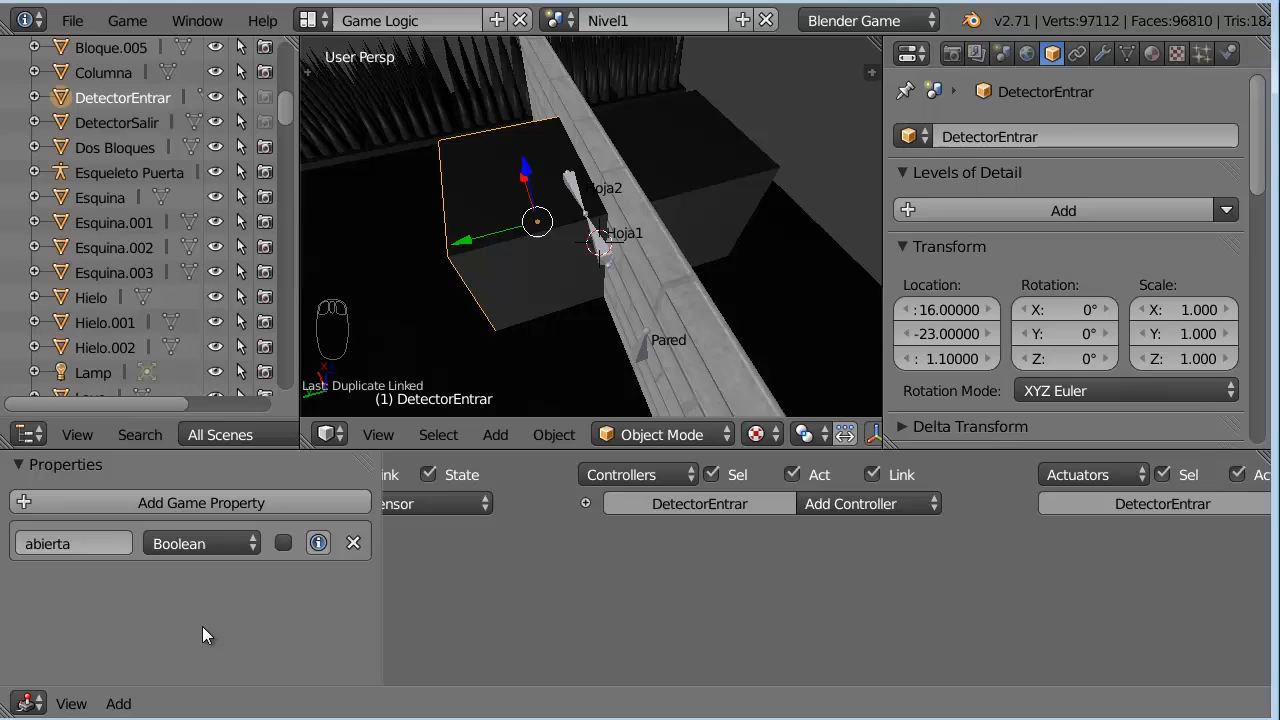 File Game Window Help Game Logic Nivel1 Blender Game v2.71 | Verts:97112 | Faces:96810 | Tris:182
Bloque.005
Columna
DetectorEntrar
DetectorSalir
Dos Bloques
Esqueleto Puerta
Esquina
Esquina.001
Esquina.002
Esquina.003
Hielo
Hielo.001
Hielo.002
Lamp
View Search All Scenes
User Persp
Hoja2
Hoja1
Pared
Last: Duplicate Linked
(1) DetectorEntrar
View Select Add Object Object Mode
DetectorEntrar
DetectorEntrar
Levels of Detail
Add
Transform
Location: Rotation: Scale:
: 16.00000 X: 0° X: 1.000
-23.00000 Y: 0° Y: 1.000
: 1.10000 Z: 0° Z: 1.000
Rotation Mode: XYZ Euler
Delta Transform
Properties
Add Game Property
abierta Boolean
ink State Controllers Sel Act Link Actuators Sel Ac
ensor DetectorEntrar Add Controller DetectorEntrar
View Add